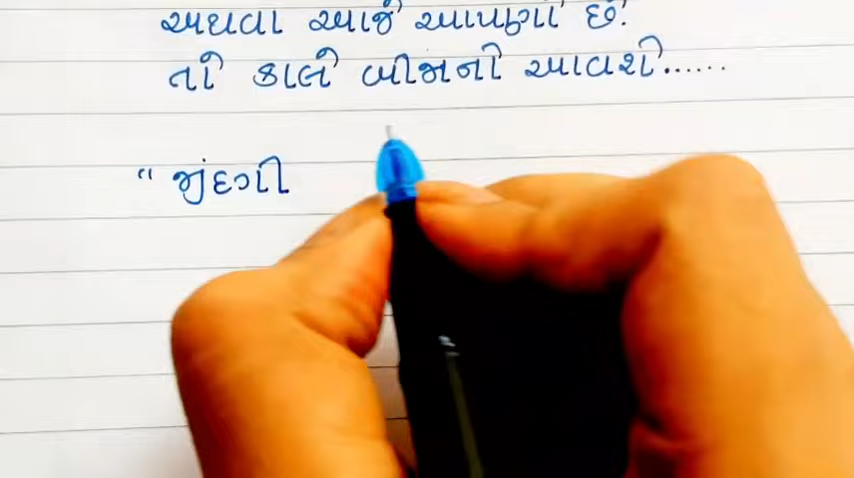 અથવા આજે આપણો છે.
તો કાલે બીજાનો આવશે......
" જીંદગી